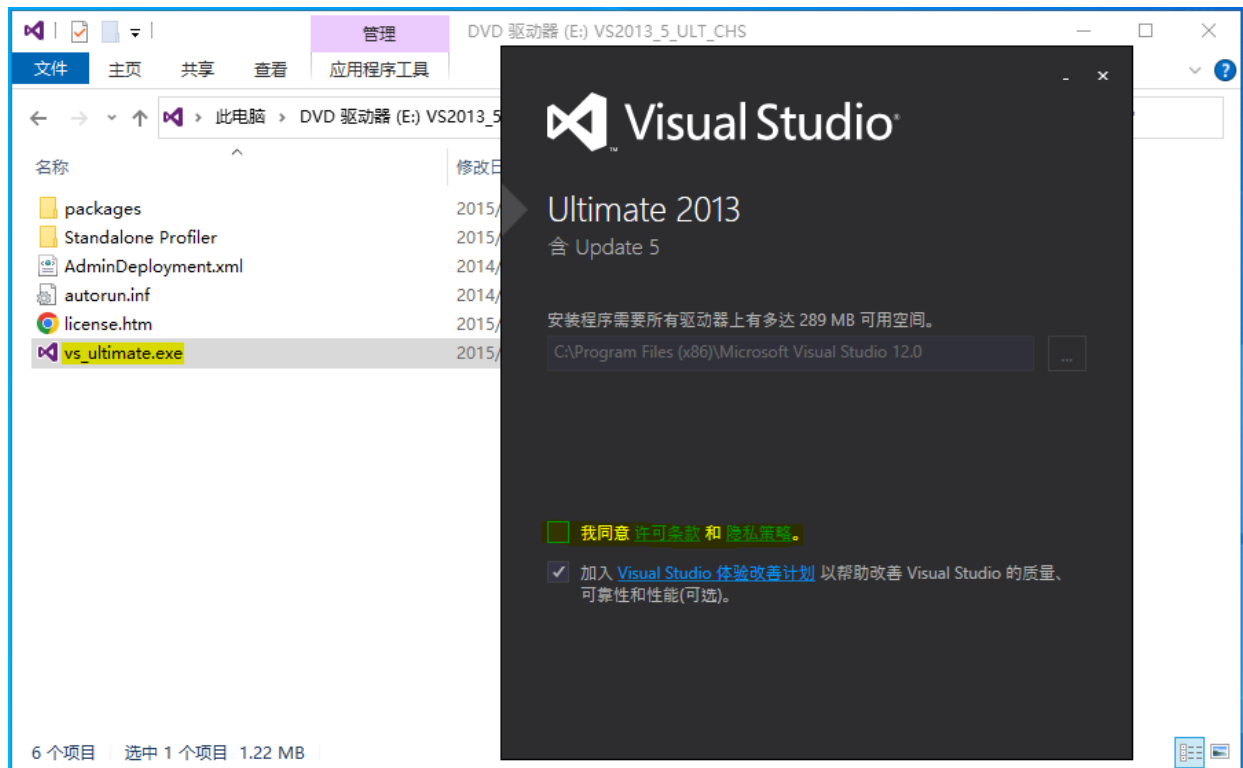 管理
DVD 驱动器 (E:) VS2013_5_ULT_CHS
文件 主页 共享 查看 应用程序工具
此电脑 › DVD 驱动器 (E:) VS2013_5
名称
修改日
packages 2015/
Standalone Profiler 2015/
AdminDeployment.xml 2014/
autorun.inf 2014/
license.htm 2015/
vs_ultimate.exe 2015/
6 个项目 选中 1 个项目 1.22 MB
Visual Studio
Ultimate 2013
含 Update 5
安装程序需要所有驱动器上有多达 289 MB 可用空间。
C:\Program Files (x86)\Microsoft Visual Studio 12.0
...
我同意 许可条款 和 隐私策略。
加入 Visual Studio 体验改善计划 以帮助改善 Visual Studio 的质量、
可靠性和性能(可选)。